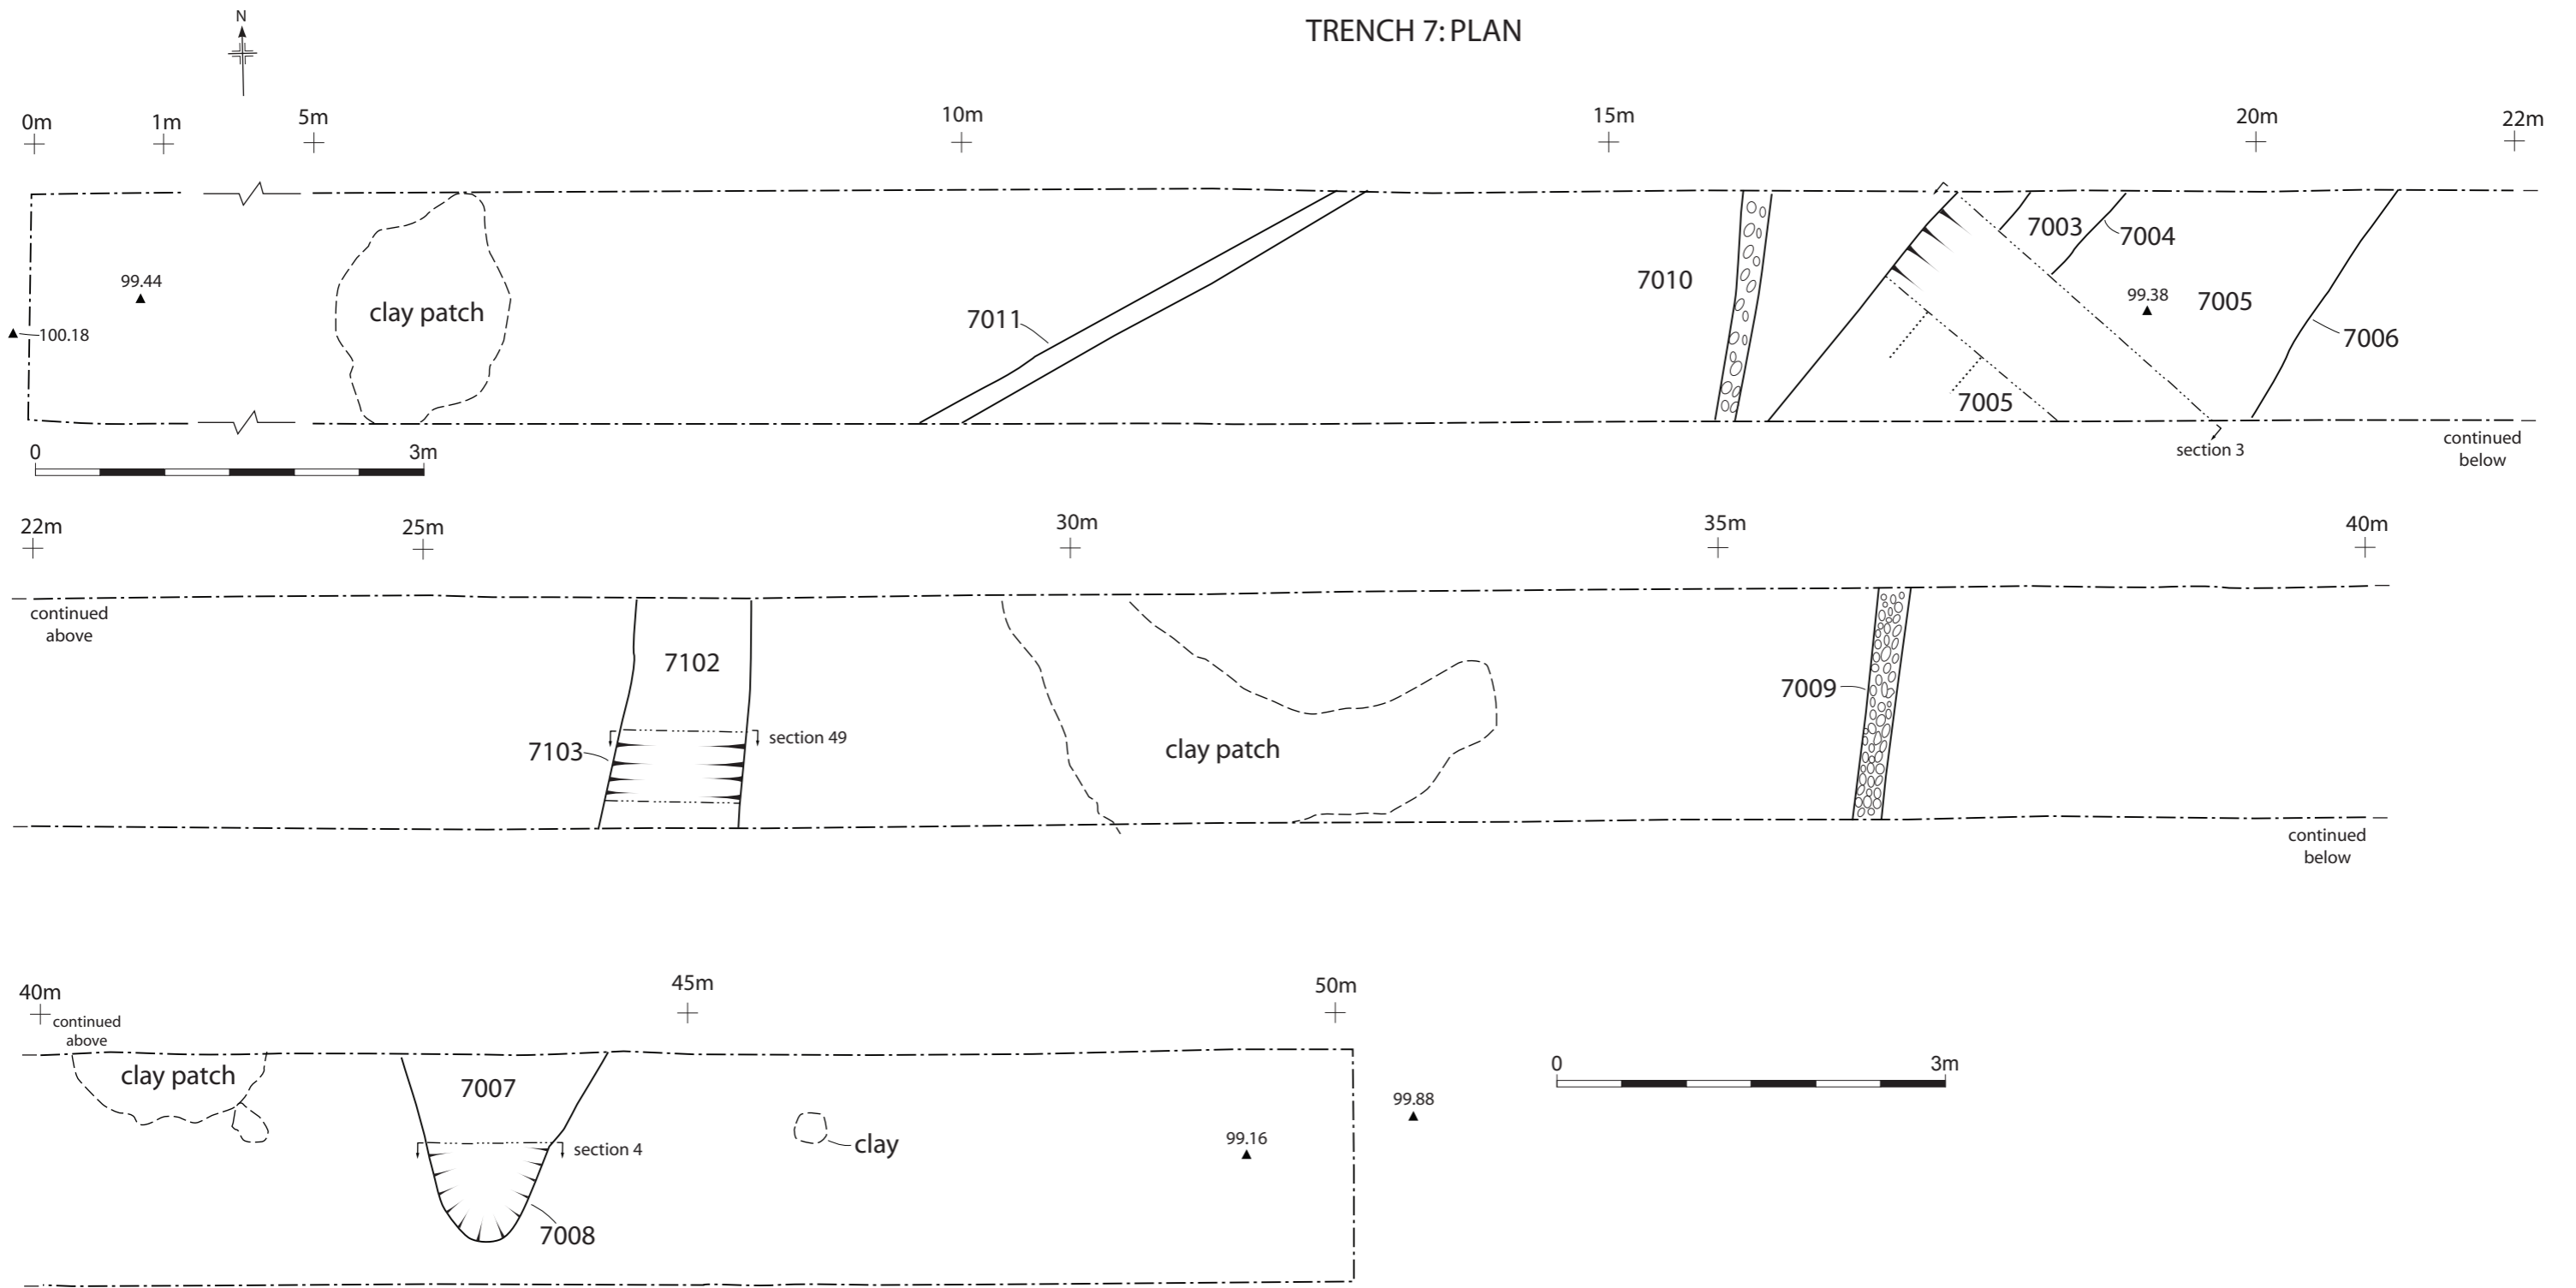 TRENCH 7: PLAN
N
0m 1m 5m 10m 15m 20m 22m
99.44
100.18
clay patch
7011
7010
7003
7004
99.38
7005
7006
7005
section 3
continued
below
0 3m
22m 25m 30m 35m 40m
continued
above
7102
7103
section 49
clay patch
7009
continued
below
40m 45m 50m
continued
above
clay patch
7007
section 4
7008
clay
99.16
99.88
0 3m